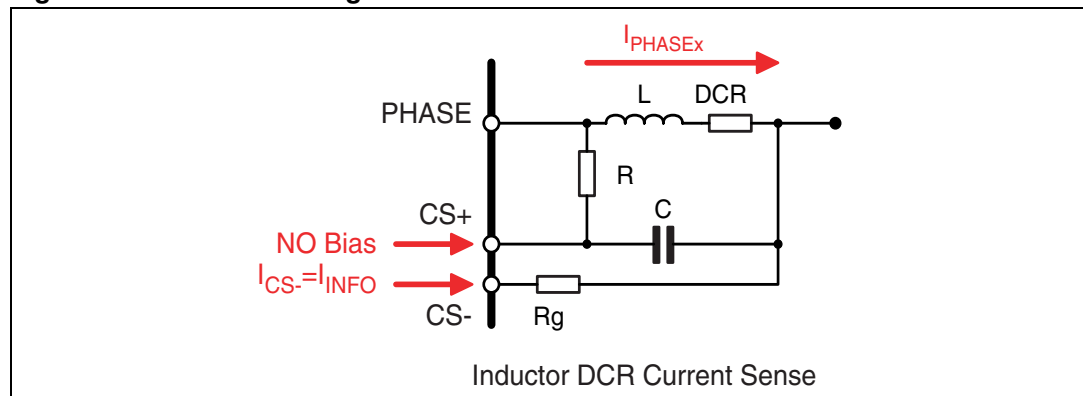 I_PHASEx
L DCR
PHASE
R
CS+
C
NO Bias
I_CS-=I_INFO
CS-
Rg
Inductor DCR Current Sense